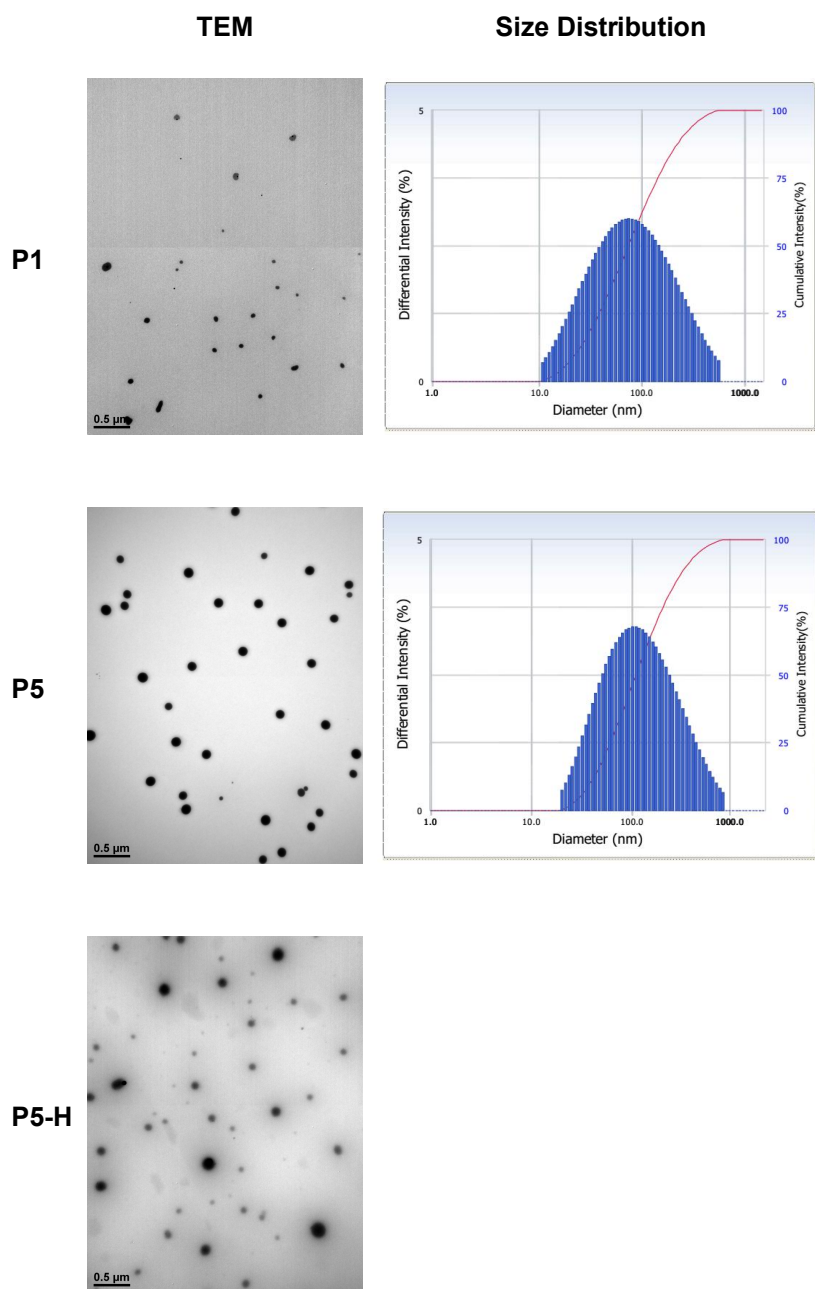 TEM
Size Distribution
P1
0.5 µm
5
0
Differential Intensity (%)
100
75
50
25
0
Cumulative Intensity(%)
1.0
10.0
100.0
1000.0
Diameter (nm)
P5
0.5 µm
5
0
Differential Intensity (%)
100
75
50
25
0
Cumulative Intensity(%)
1.0
10.0
100.0
1000.0
Diameter (nm)
P5-H
0.5 µm